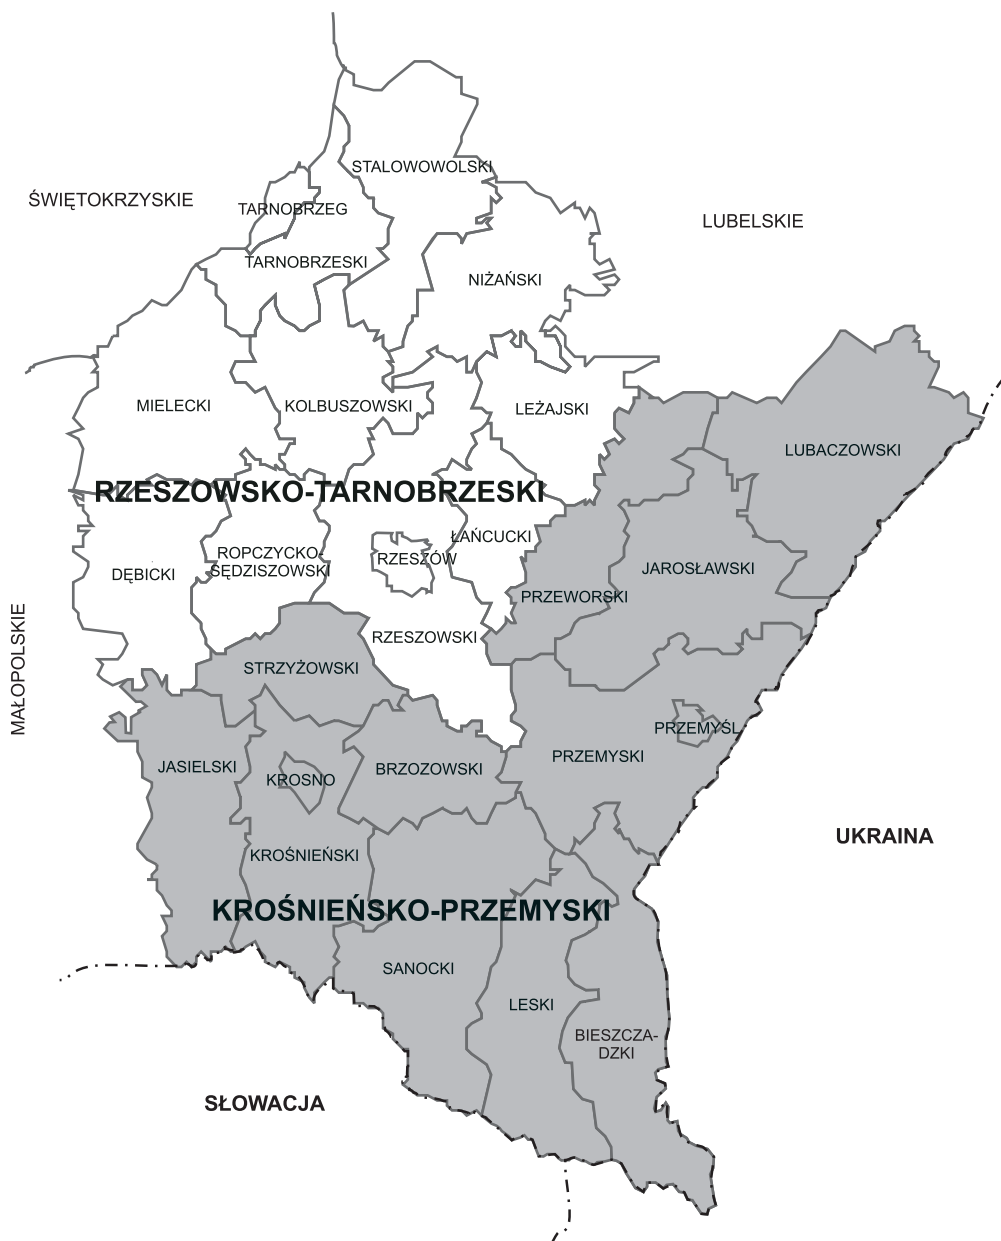 STALOWOWOLSKI
ŚWIĘTOKRZYSKIE
TARNOBRZEG
LUBELSKIE
TARNOBRZESKI
NIŻAŃSKI
MIELECKI
KOLBUSZOWSKI
LEŻAJSKI
LUBACZOWSKI
RZESZOWSKO-TARNOBRZESKI
ŁAŃCUCKI
ROPCZYCKO-
SĘDZISZOWSKI
RZESZÓW
DĘBICKI
JAROSŁAWSKI
PRZEWORSKI
RZESZOWSKI
MAŁOPOLSKIE
STRZYŻOWSKI
PRZEMYŚL
PRZEMYSKI
JASIELSKI
KROSNO
BRZOZOWSKI
UKRAINA
KROŚNIEŃSKI
KROŚNIEŃSKO-PRZEMYSKI
SANOCKI
LESKI
BIESZCZA-
DZKI
SŁOWACJA